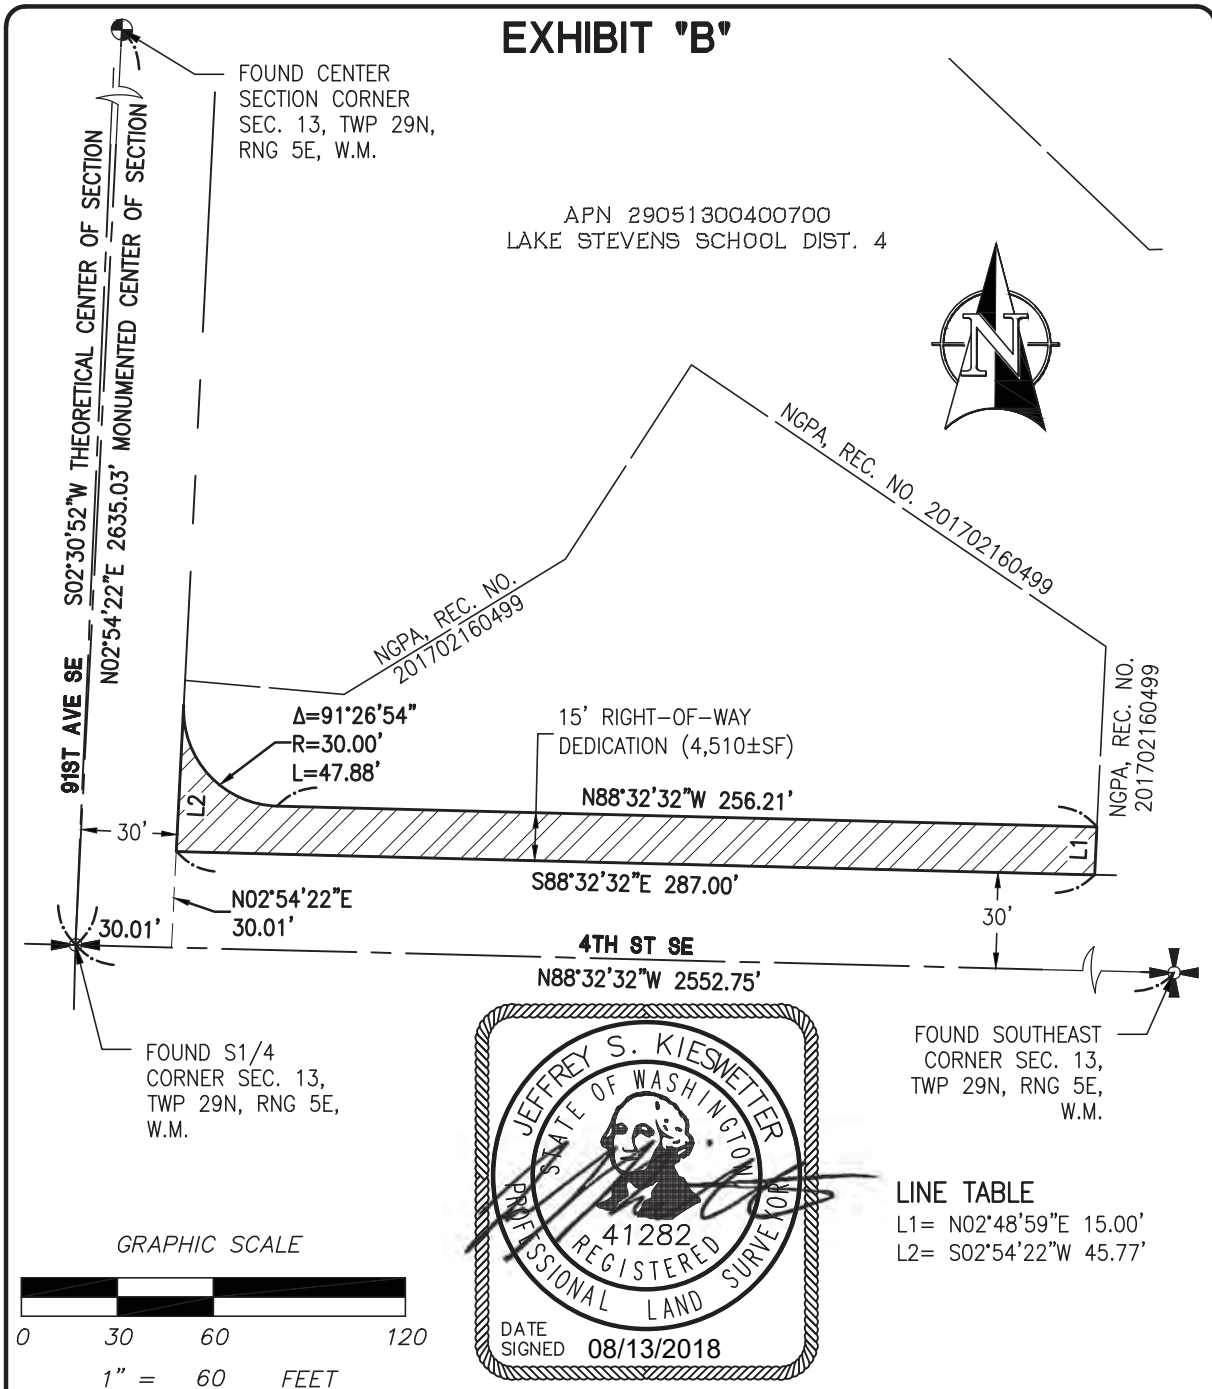 EXHIBIT "B"
FOUND CENTER
SECTION CORNER
SEC. 13, TWP 29N,
RNG 5E, W.M.
APN 29051300400700
LAKE STEVENS SCHOOL DIST. 4
N
91ST AVE SE
S02°30'52"W THEORETICAL CENTER OF SECTION
N02°54'22"E 2635.03' MONUMENTED CENTER OF SECTION
NGPA, REC. NO. 201702160499
NGPA, REC. NO.
201702160499
NGPA, REC. NO.
201702160499
Δ=91°26'54"
R=30.00'
L=47.88'
15' RIGHT-OF-WAY
DEDICATION (4,510±SF)
N88°32'32"W 256.21'
L2
L1
30'
S88°32'32"E 287.00'
N02°54'22"E
30.01'
30.01'
30'
4TH ST SE
N88°32'32"W 2552.75'
FOUND S1/4
CORNER SEC. 13,
TWP 29N, RNG 5E,
W.M.
FOUND SOUTHEAST
CORNER SEC. 13,
TWP 29N, RNG 5E,
W.M.
JEFFREY S. KIESWETTER
STATE OF WASHINGTON
41282
REGISTERED
PROFESSIONAL LAND SURVEYOR
DATE
SIGNED 08/13/2018
LINE TABLE
L1= N02°48'59"E 15.00'
L2= S02°54'22"W 45.77'
GRAPHIC SCALE
0 30 60 120
1" = 60 FEET